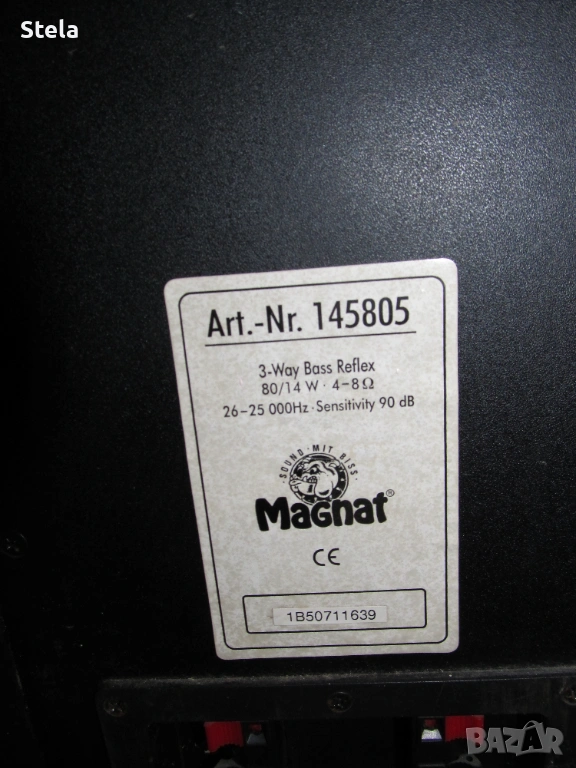 Stela
Art.-Nr. 145805
3-Way Bass Reflex
80/14 W · 4-8 Ω
26-25 000Hz · Sensitivity 90 dB
· SOUND · MIT BISS ·
Magnat®
CE
1B50711639
BAZAR